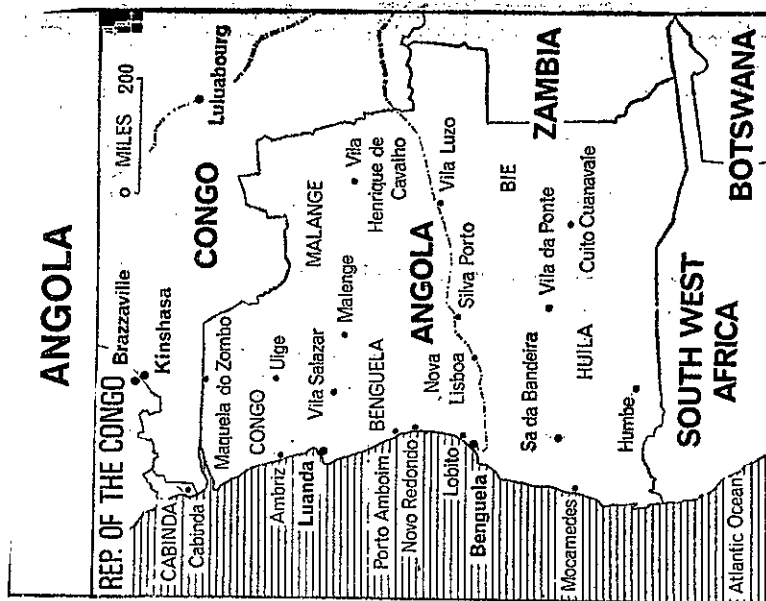 ANGOLA
REP. OF THE CONGO
Brazzaville
Kinshasa
0 MILES 200
Luluabourg
CONGO
CABINDA
Cabinda
Maquela do Zombo
CONGO
Uige
Ambriz
MALANGE
Luanda
Vila Salazar
Malenge
Vila
Henrique de
Cavalho
BENGUELA
Porto Amboim
Novo Redondo
ANGOLA
Nova
Lisboa
Silva Porto
Vila Luzo
Lobito
Benguela
BIE
ZAMBIA
Sa da Bandeira
Vila da Ponte
Cuito Cuanavale
HUILA
Mocamedes
Humbe
SOUTH WEST
AFRICA
BOTSWANA
Atlantic Ocean